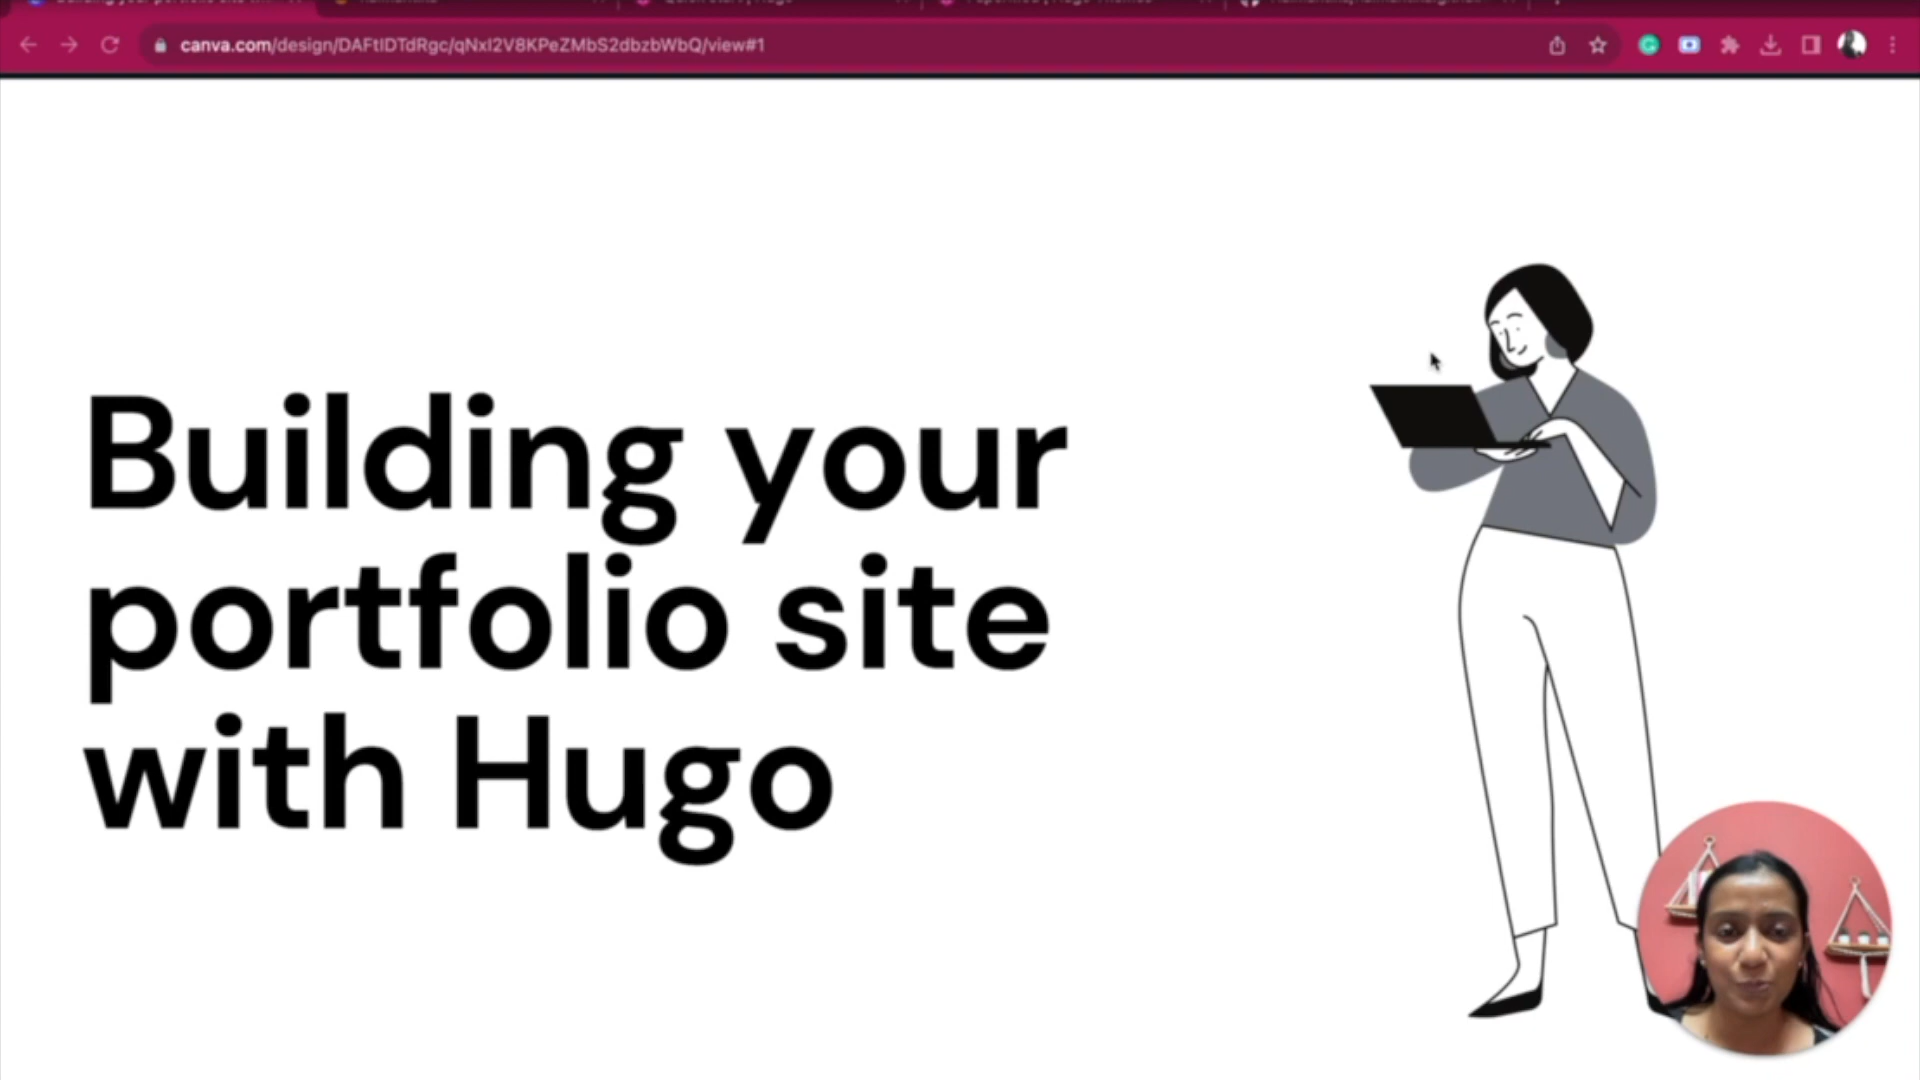 canva.com/design/DAFtIDTdRgc/qNxI2V8KPeZMbS2dbzbWbQ/view#1
Building your
portfolio site
with Hugo